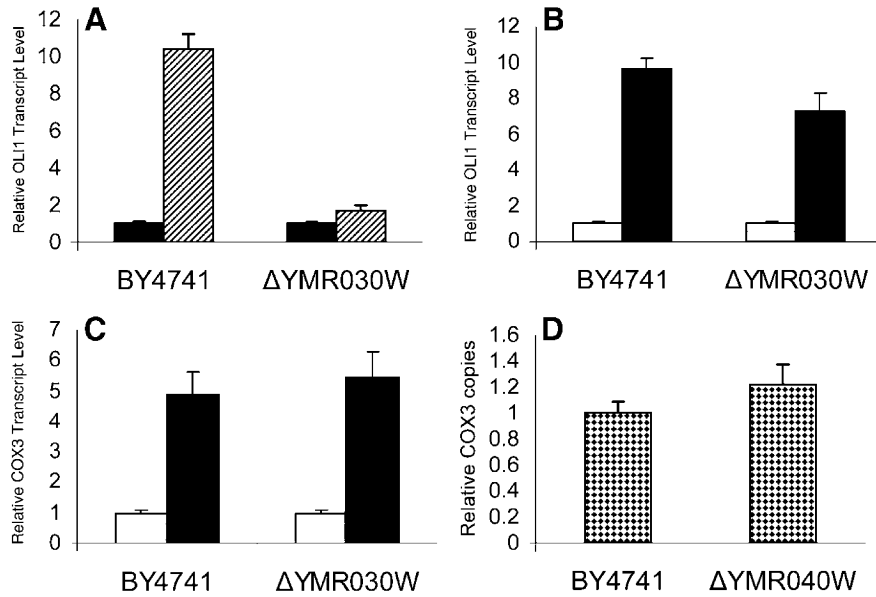 A
Relative OLI1 Transcript Level
12
10
8
6
4
2
0
BY4741 ΔYMR030W
B
Relative OLI1 Transcript Level
12
10
8
6
4
2
0
BY4741 ΔYMR030W
C
Relative COX3 Transcript Level
7
6
5
4
3
2
1
0
BY4741 ΔYMR030W
D
Relative COX3 copies
1.6
1.4
1.2
1
0.8
0.6
0.4
0.2
0
BY4741 ΔYMR040W